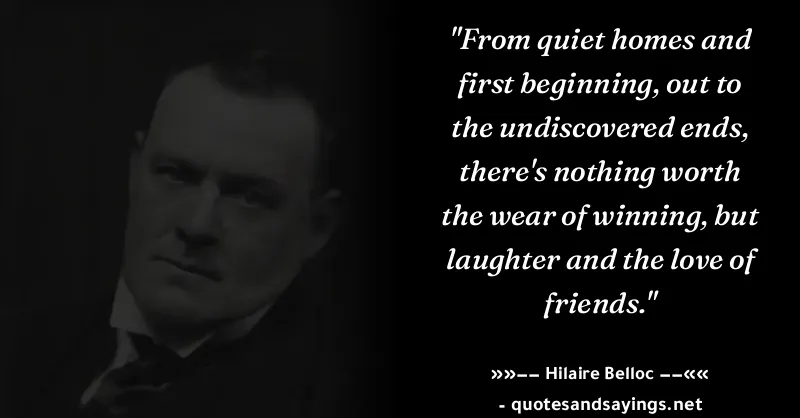 "From quiet homes and
first beginning, out to
the undiscovered ends,
there's nothing worth
the wear of winning, but
laughter and the love of
friends."
»»−− Hilaire Belloc −−««
- quotesandsayings.net